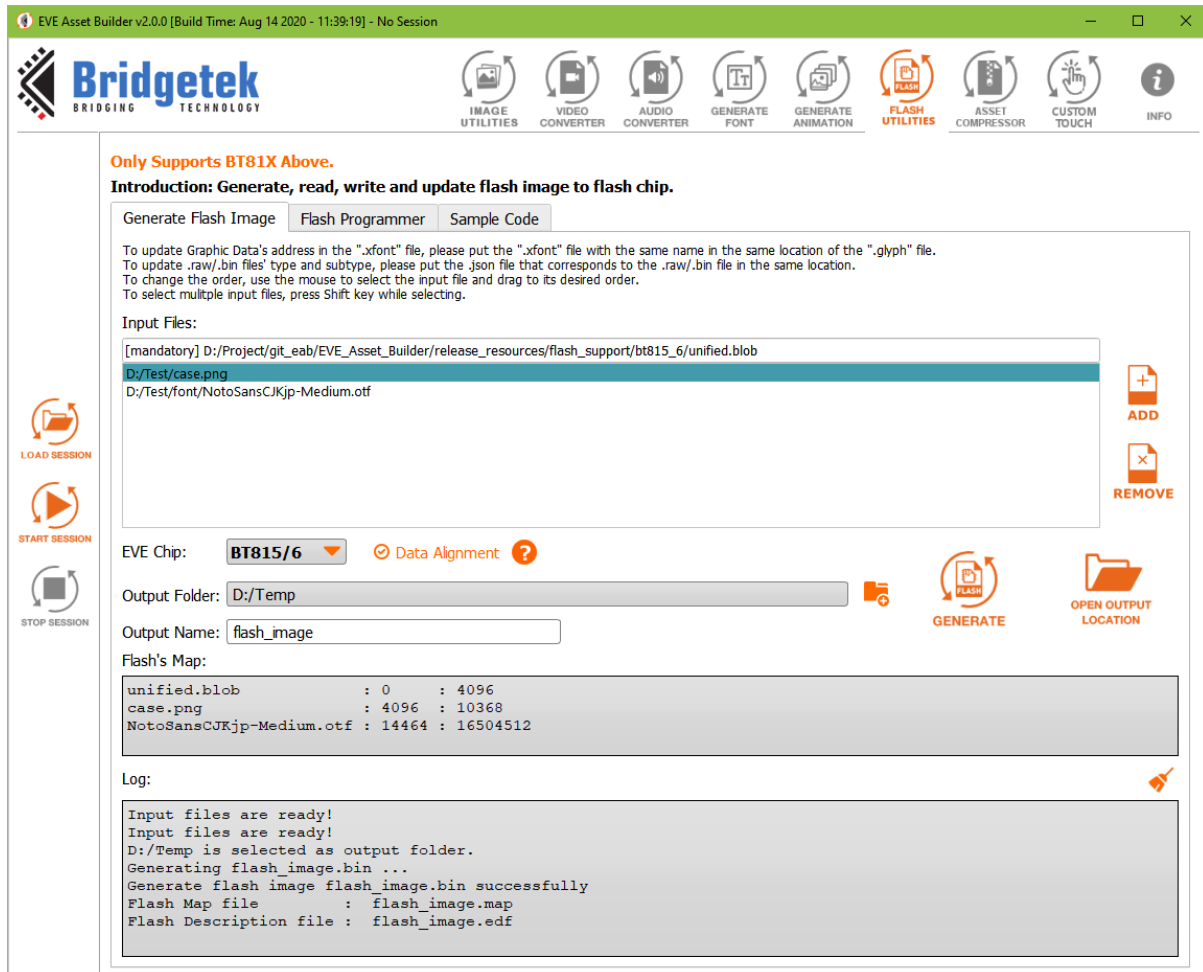 EVE Asset Builder v2.0.0 [Build Time: Aug 14 2020 - 11:39:19] - No Session
Bridgetek
BRIDGING TECHNOLOGY
IMAGE UTILITIES
VIDEO CONVERTER
AUDIO CONVERTER
GENERATE FONT
GENERATE ANIMATION
FLASH
FLASH UTILITIES
ASSET COMPRESSOR
CUSTOM TOUCH
INFO
Only Supports BT81X Above.
Introduction: Generate, read, write and update flash image to flash chip.
Generate Flash Image
Flash Programmer
Sample Code
To update Graphic Data's address in the ".xfont" file, please put the ".xfont" file with the same name in the same location of the ".glyph" file.
To update .raw/.bin files' type and subtype, please put the .json file that corresponds to the .raw/.bin file in the same location.
To change the order, use the mouse to select the input file and drag to its desired order.
To select mulitple input files, press Shift key while selecting.
Input Files:
[mandatory] D:/Project/git_eab/EVE_Asset_Builder/release_resources/flash_support/bt815_6/unified.blob
D:/Test/case.png
D:/Test/font/NotoSansCJKjp-Medium.otf
ADD
REMOVE
LOAD SESSION
START SESSION
STOP SESSION
EVE Chip: BT815/6 Data Alignment ?
Output Folder: D:/Temp
Output Name: flash_image
FLASH
GENERATE
OPEN OUTPUT LOCATION
Flash's Map:
unified.blob : 0 : 4096
case.png : 4096 : 10368
NotoSansCJKjp-Medium.otf : 14464 : 16504512
Log:
Input files are ready!
Input files are ready!
D:/Temp is selected as output folder.
Generating flash_image.bin ...
Generate flash image flash_image.bin successfully
Flash Map file : flash_image.map
Flash Description file : flash_image.edf